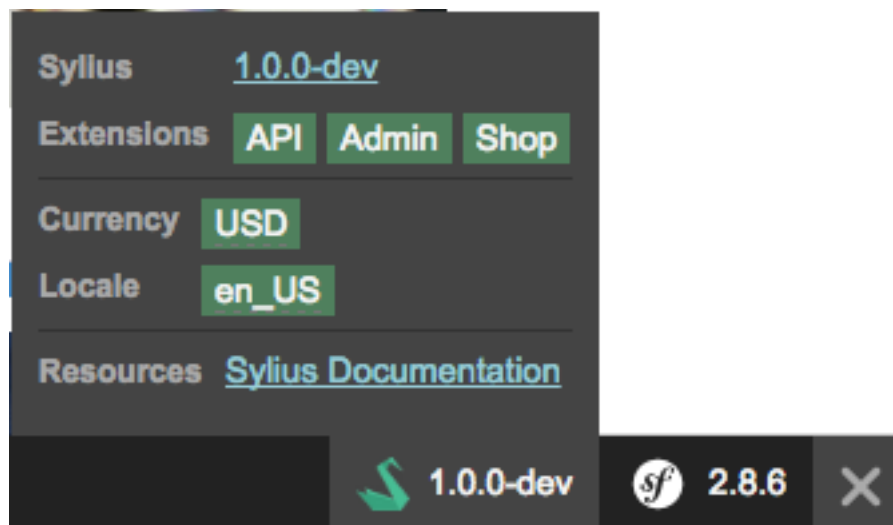 Sylius 1.0.0-dev
Extensions API Admin Shop
Currency USD
Locale en_US
Resources Sylius Documentation
1.0.0-dev sf 2.8.6